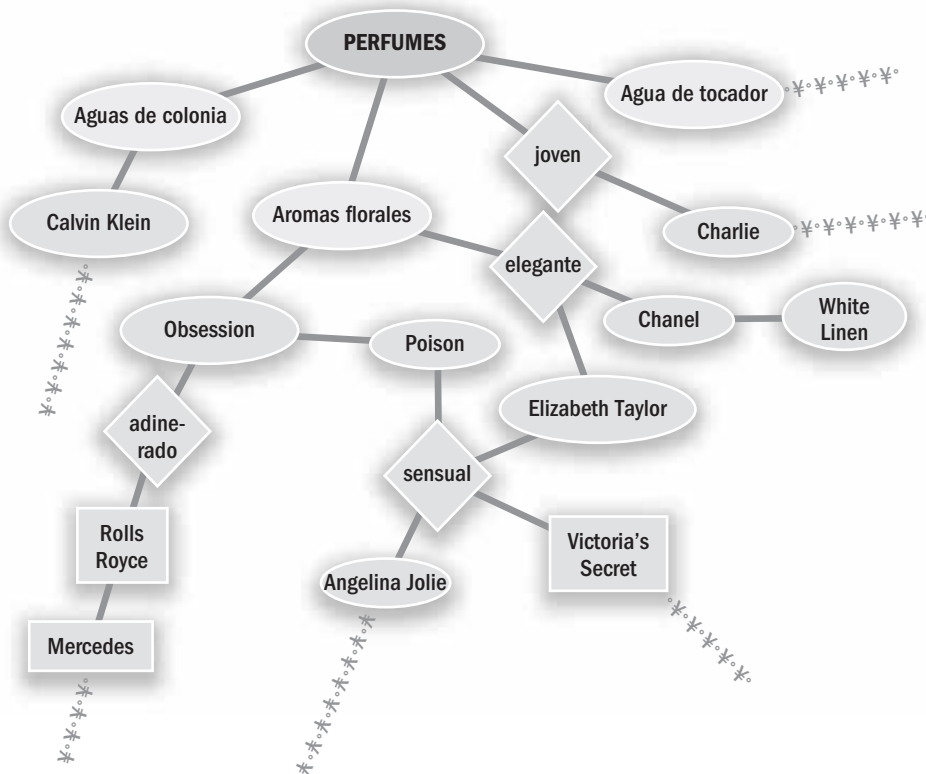 PERFUMES
Agua de tocador
Aguas de colonia
joven
Aromas florales
Calvin Klein
Charlie
elegante
Chanel
White
Linen
Obsession
Poison
Elizabeth Taylor
adine-
rado
sensual
Rolls
Royce
Victoria's
Secret
Angelina Jolie
Mercedes